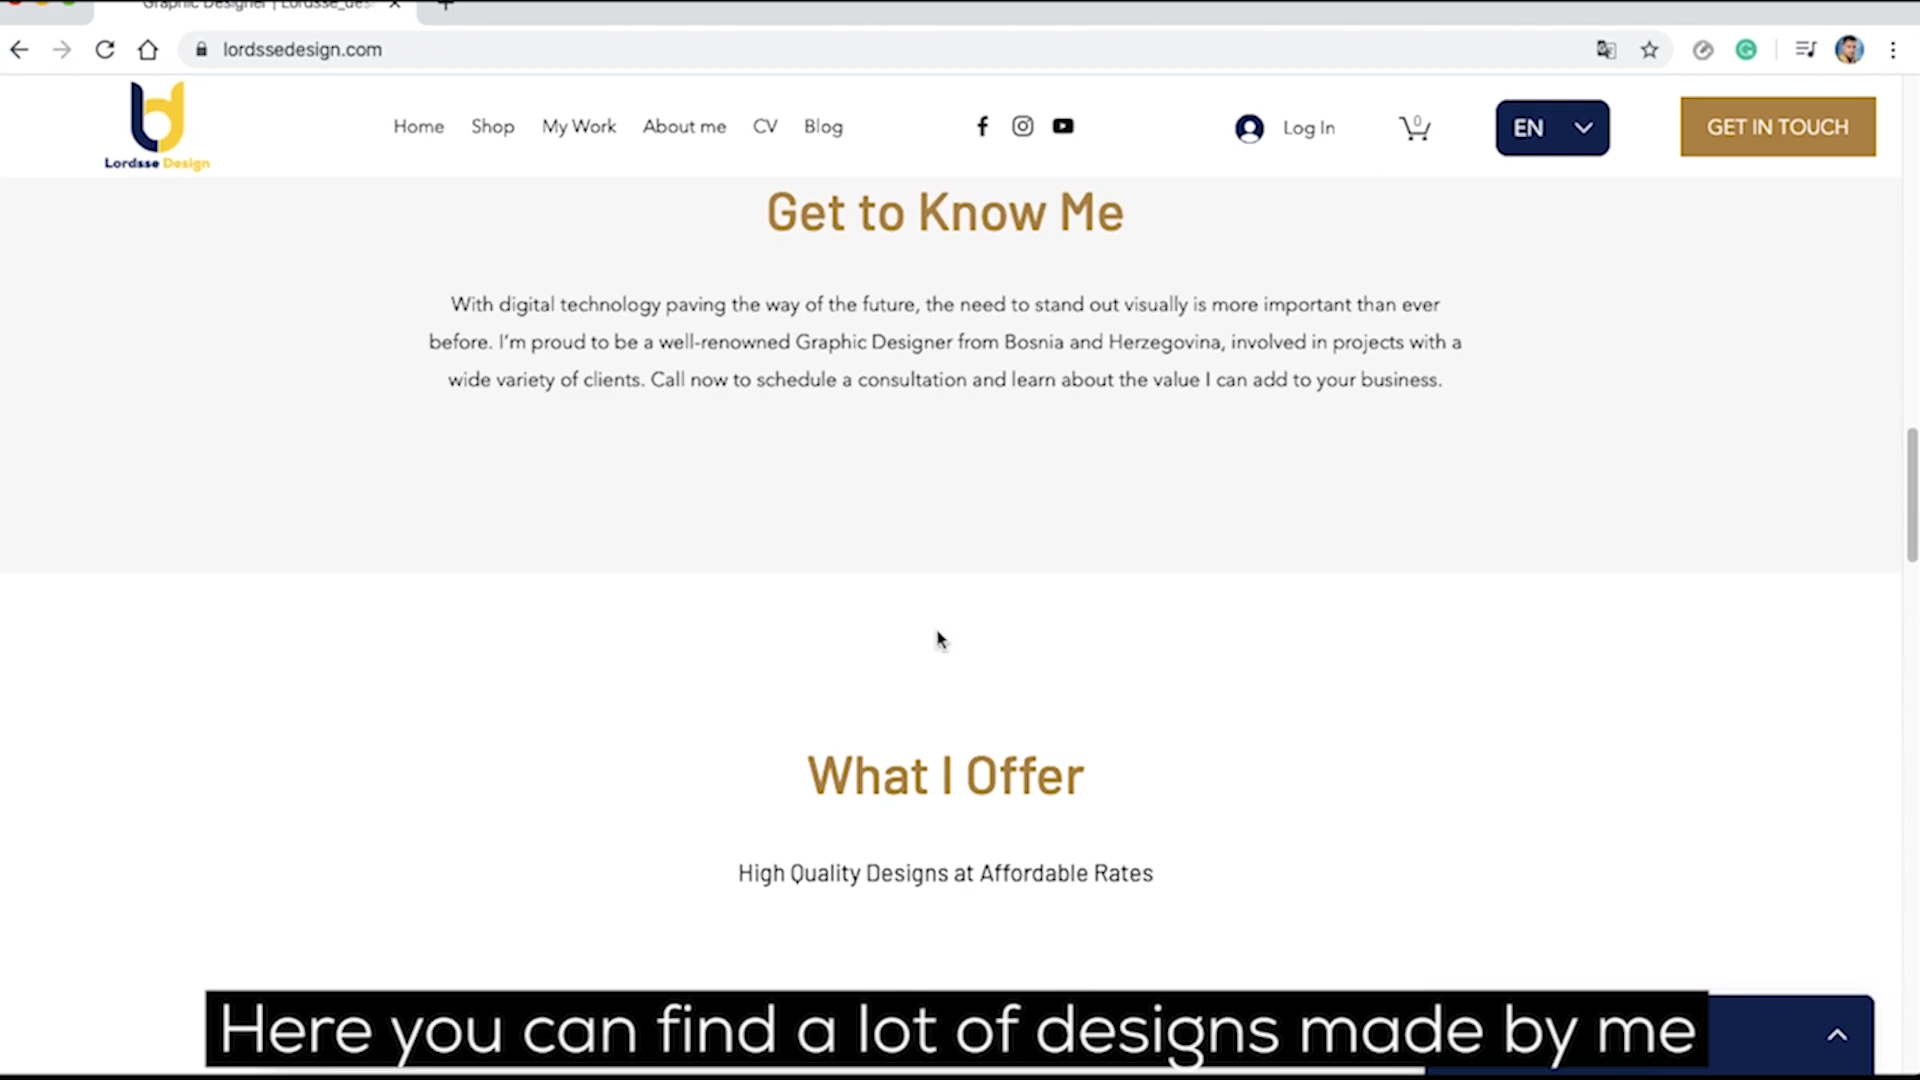 Graphic Designer | Lordsse_des
lordssedesign.com
Lordsse Design
Home Shop My Work About me CV Blog
Log In
0
EN
GET IN TOUCH
Get to Know Me
With digital technology paving the way of the future, the need to stand out visually is more important than ever
before. I'm proud to be a well-renowned Graphic Designer from Bosnia and Herzegovina, involved in projects with a
wide variety of clients. Call now to schedule a consultation and learn about the value I can add to your business.
What I Offer
High Quality Designs at Affordable Rates
Here you can find a lot of designs made by me